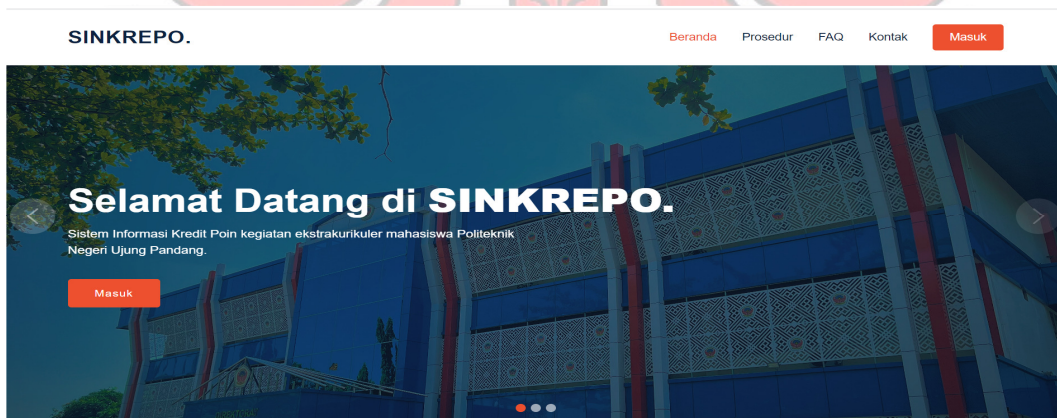 SINKREPO.
Beranda Prosedur FAQ Kontak Masuk
Selamat Datang di SINKREPO.
Sistem Informasi Kredit Poin kegiatan ekstrakurikuler mahasiswa Politeknik
Negeri Ujung Pandang.
Masuk